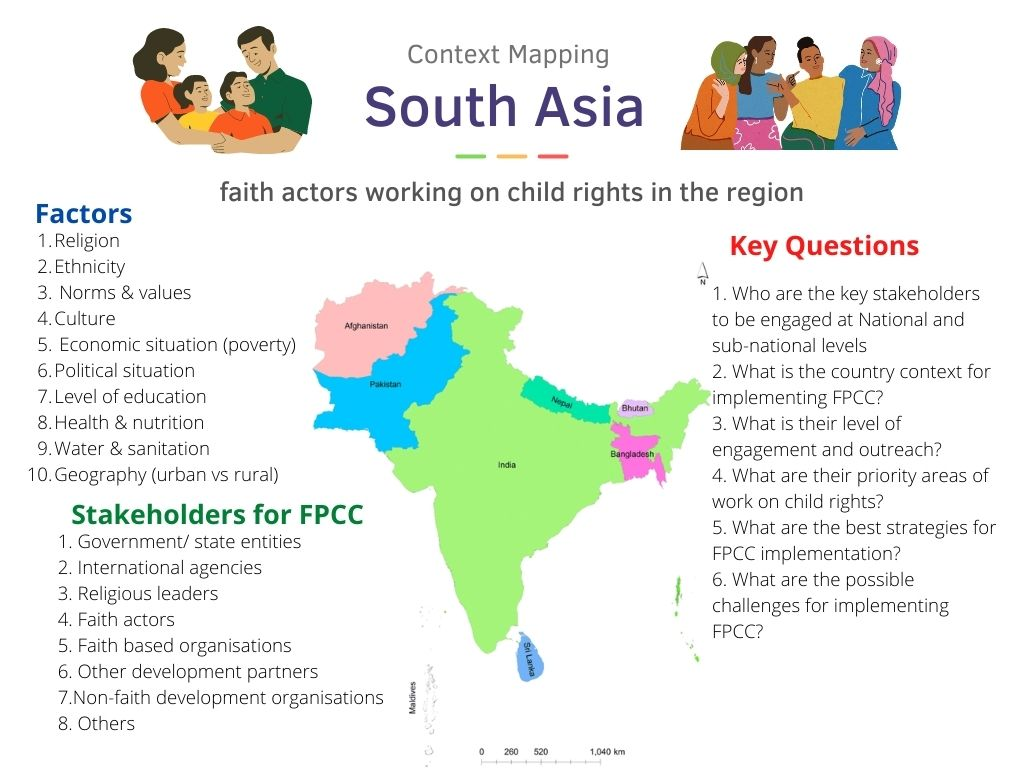 Context Mapping
South Asia
faith actors working on child rights in the region
Factors
1. Religion
2. Ethnicity
3. Norms & values
4. Culture
5. Economic situation (poverty)
6. Political situation
7. Level of education
8. Health & nutrition
9. Water & sanitation
10. Geography (urban vs rural)
Stakeholders for FPCC
1. Government/ state entities
2. International agencies
3. Religious leaders
4. Faith actors
5. Faith based organisations
6. Other development partners
7.Non-faith development organisations
8. Others
Afghanistan
Pakistan
Nepal
Bhutan
Bangladesh
India
Sri Lanka
Maldives
0 260 520 1,040 km
N
Key Questions
1. Who are the key stakeholders
to be engaged at National and
sub-national levels
2. What is the country context for
implementing FPCC?
3. What is their level of
engagement and outreach?
4. What are their priority areas of
work on child rights?
5. What are the best strategies for
FPCC implementation?
6. What are the possible
challenges for implementing
FPCC?